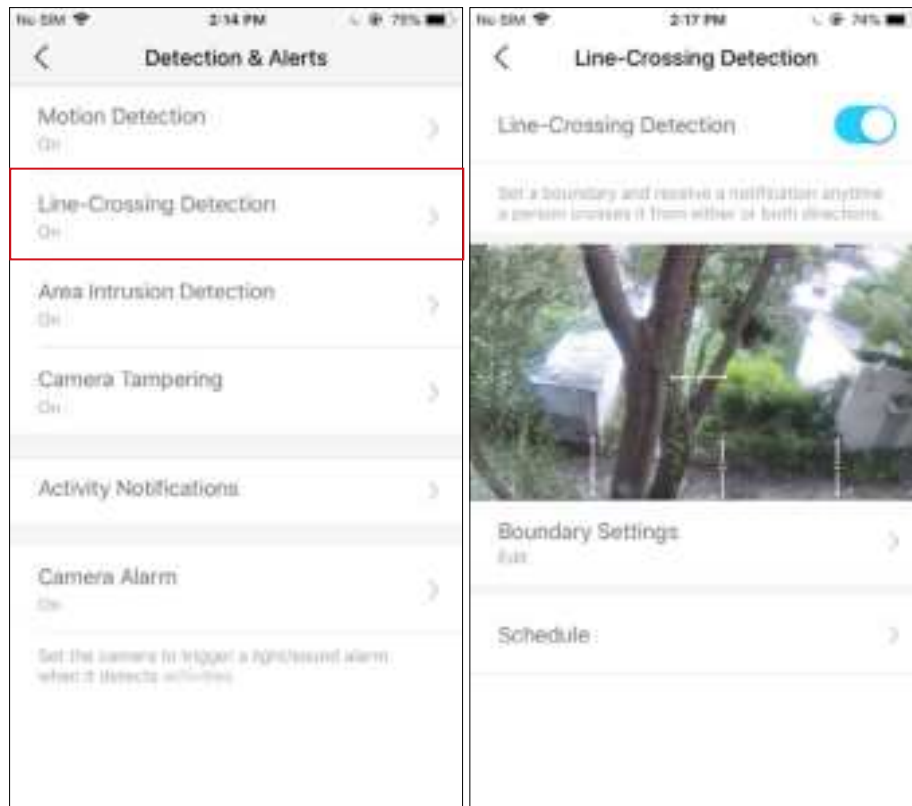 No SIM 2:14 PM 75%
Detection & Alerts
Motion Detection
On
Line-Crossing Detection
On
Area Intrusion Detection
On
Camera Tampering
On
Activity Notifications
Camera Alarm
On
Set the camera to trigger a light/sound alarm
when it detects activities.
No SIM 2:17 PM 74%
Line-Crossing Detection
Line-Crossing Detection
Set a boundary and receive a notification anytime
a person crosses it from either or both directions.
Boundary Settings
Edit
Schedule